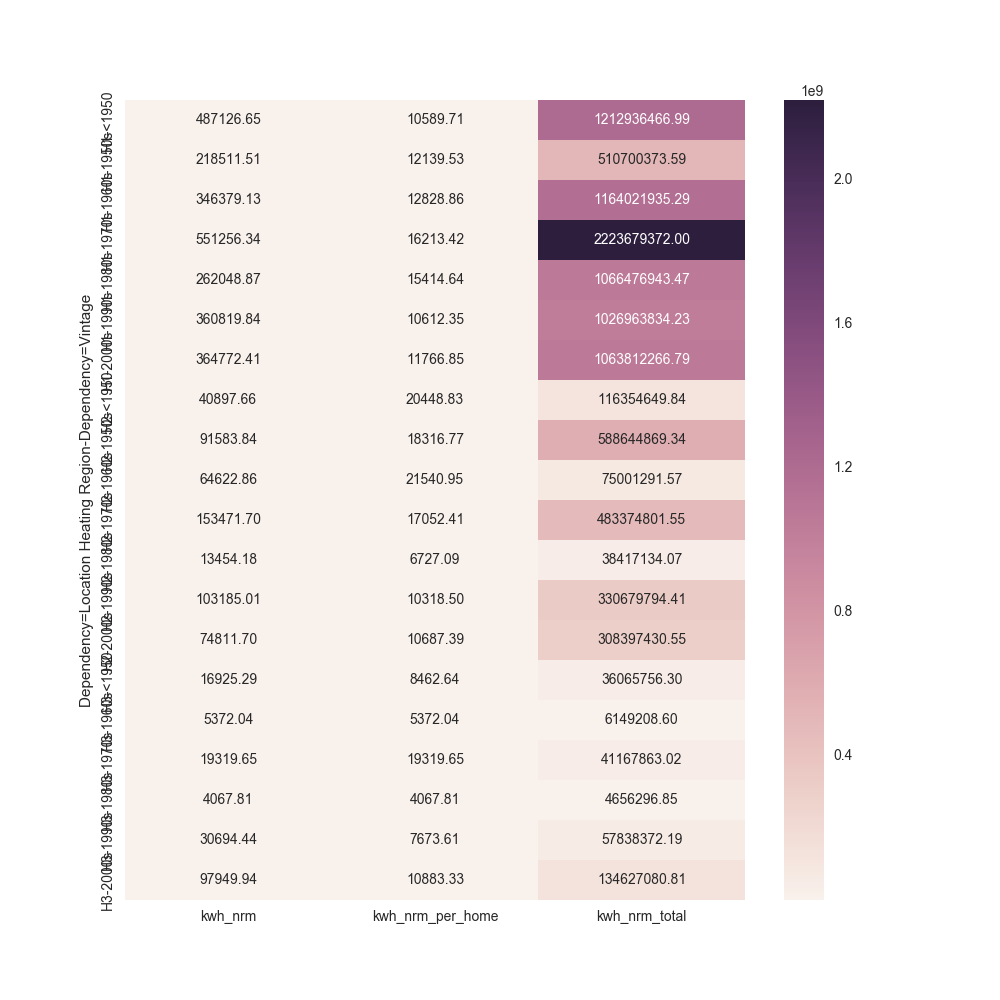 1e9
H1-<1950 487126.65 10589.71 1212936466.99
H1-1950s 218511.51 12139.53 510700373.59
H1-1960s 346379.13 12828.86 1164021935.29
H1-1970s 551256.34 16213.42 2223679372.00
H1-1980s 262048.87 15414.64 1066476943.47
H1-1990s 360819.84 10612.35 1026963834.23
H1-2000s 364772.41 11766.85 1063812266.79
H2-<1950 40897.66 20448.83 116354649.84
H2-1950s 91583.84 18316.77 588644869.34
H2-1960s 64622.86 21540.95 75001291.57
H2-1970s 153471.70 17052.41 483374801.55
H2-1980s 13454.18 6727.09 38417134.07
H2-1990s 103185.01 10318.50 330679794.41
H2-2000s 74811.70 10687.39 308397430.55
H3-<1950 16925.29 8462.64 36065756.30
H3-1960s 5372.04 5372.04 6149208.60
H3-1970s 19319.65 19319.65 41167863.02
H3-1980s 4067.81 4067.81 4656296.85
H3-1990s 30694.44 7673.61 57838372.19
H3-2000s 97949.94 10883.33 134627080.81
kwh_nrm kwh_nrm_per_home kwh_nrm_total
Dependency=Location Heating Region-Dependency=Vintage
2.0
1.6
1.2
0.8
0.4